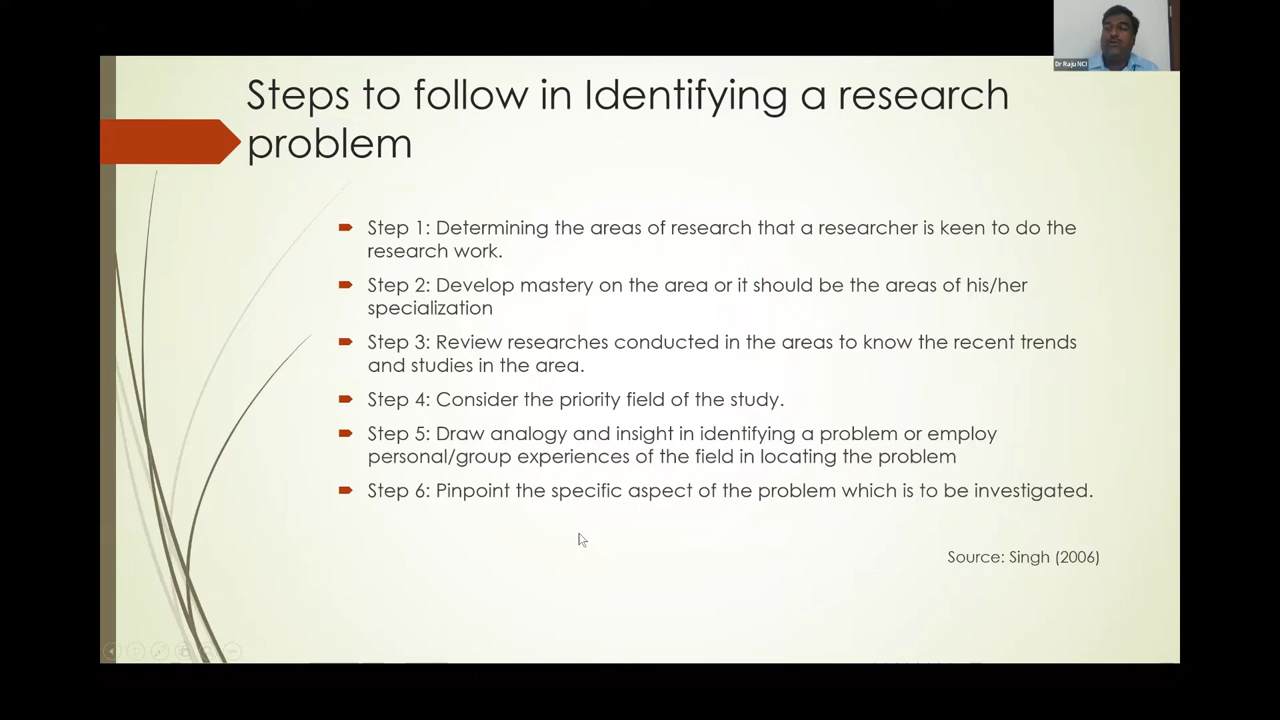 Dr Raju NCI
Steps to follow in Identifying a research
problem
Step 1: Determining the areas of research that a researcher is keen to do the
research work.
Step 2: Develop mastery on the area or it should be the areas of his/her
specialization
Step 3: Review researches conducted in the areas to know the recent trends
and studies in the area.
Step 4: Consider the priority field of the study.
Step 5: Draw analogy and insight in identifying a problem or employ
personal/group experiences of the field in locating the problem
Step 6: Pinpoint the specific aspect of the problem which is to be investigated.
Source: Singh (2006)